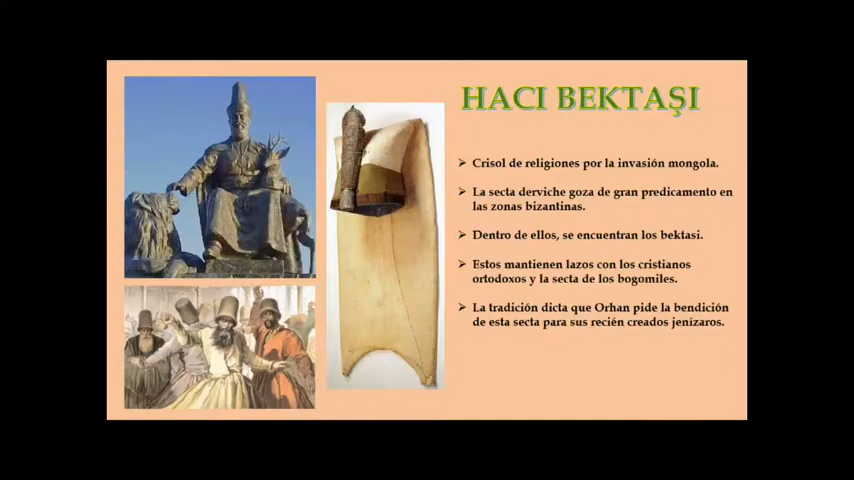 HACI BEKTAŞI
➢ Crisol de religiones por la invasión mongola.
➢ La secta derviche goza de gran predicamento en
las zonas bizantinas.
➢ Dentro de ellos, se encuentran los bektasi.
➢ Estos mantienen lazos con los cristianos
ortodoxos y la secta de los bogomiles.
➢ La tradición dicta que Orhan pide la bendición
de esta secta para sus recién creados jenízaros.